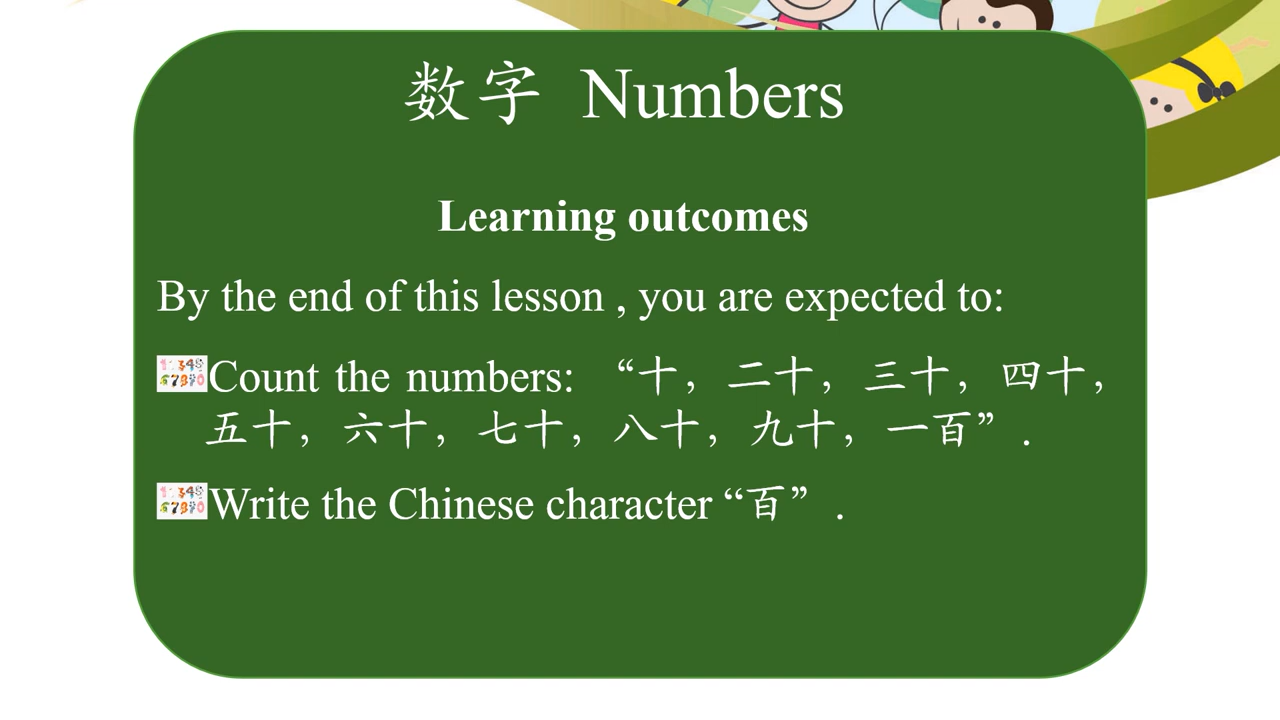 数字 Numbers
Learning outcomes
By the end of this lesson , you are expected to:
Count the numbers: “十，二十，三十，四十，
五十，六十，七十，八十，九十，一百”.
Write the Chinese character “百”.